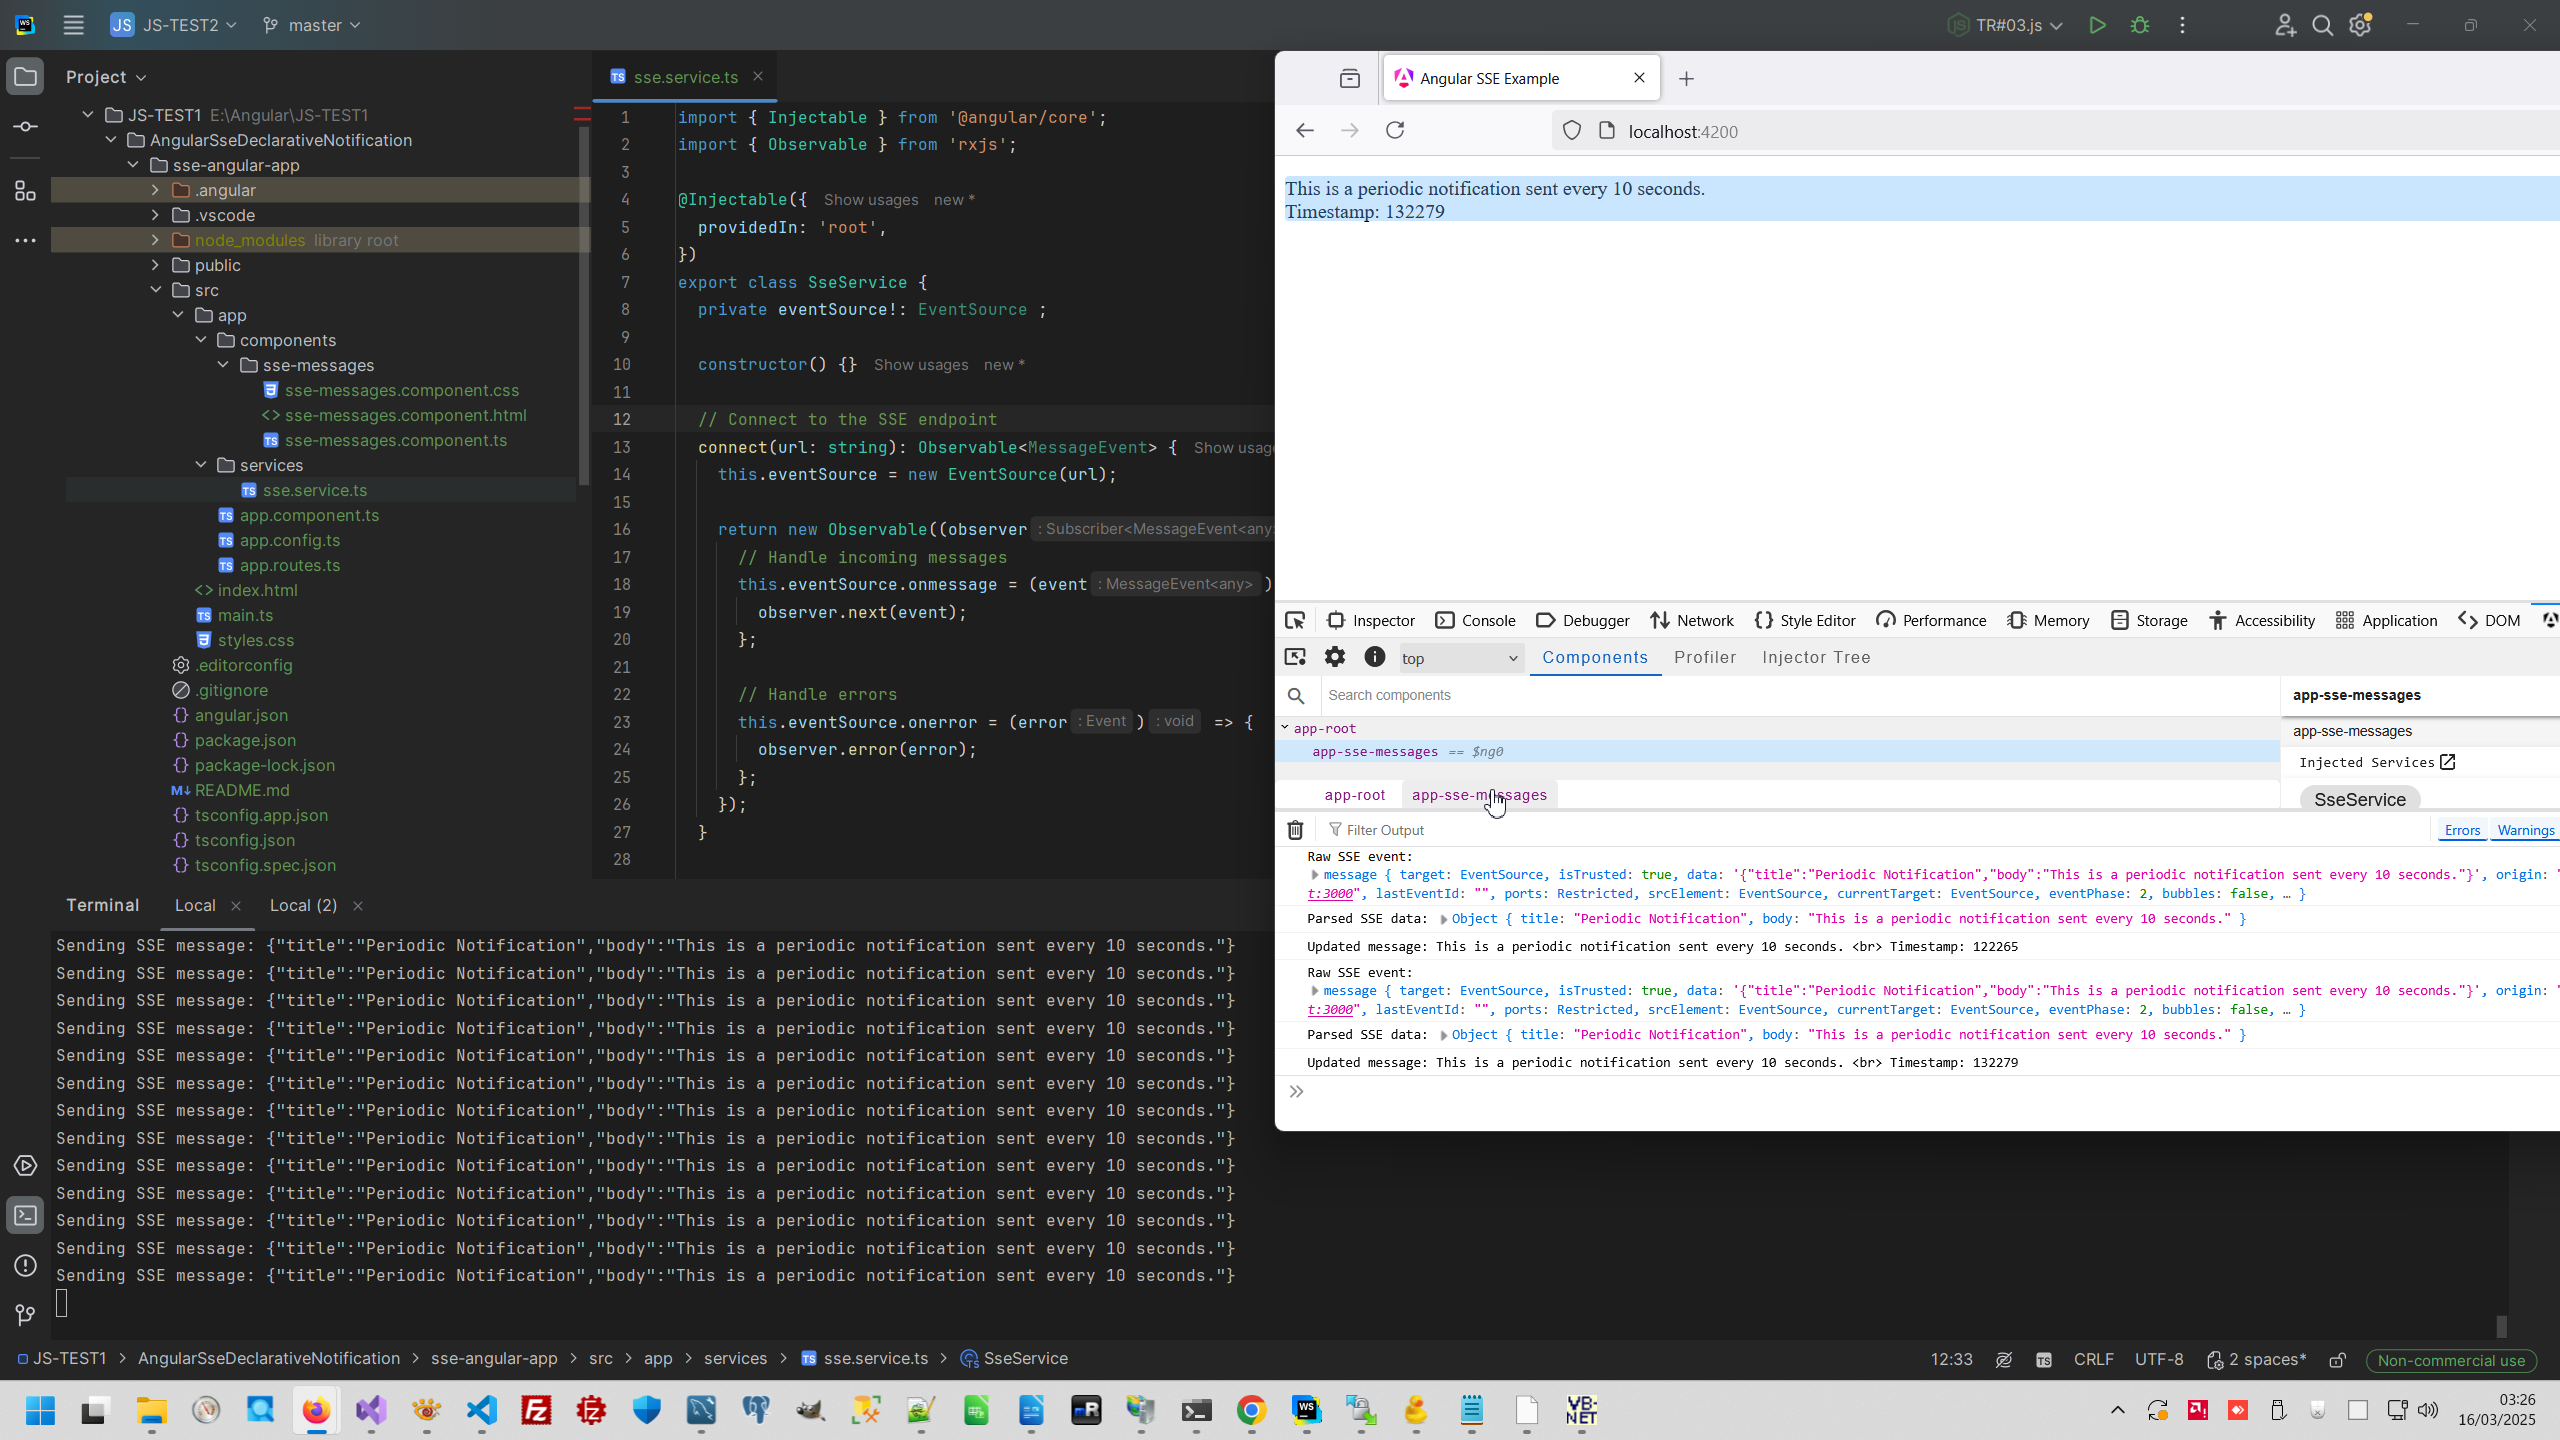 JS JS-TEST2 master TR#03.js
Project
JS-TEST1 E:\Angular\JS-TEST1
AngularSseDeclarativeNotification
sse-angular-app
.angular
.vscode
node_modules library root
public
src
app
components
sse-messages
sse-messages.component.css
sse-messages.component.html
sse-messages.component.ts
services
sse.service.ts
app.component.ts
app.config.ts
app.routes.ts
index.html
main.ts
styles.css
.editorconfig
.gitignore
angular.json
package.json
package-lock.json
README.md
tsconfig.app.json
tsconfig.json
tsconfig.spec.json
sse.service.ts
1 import { Injectable } from '@angular/core';
2 import { Observable } from 'rxjs';
3
4 @Injectable({ Show usages new *
5 providedIn: 'root',
6 })
7 export class SseService {
8 private eventSource!: EventSource ;
9
10 constructor() {} Show usages new *
11
12 // Connect to the SSE endpoint
13 connect(url: string): Observable<MessageEvent> { Show usag
14 this.eventSource = new EventSource(url);
15
16 return new Observable((observer : Subscriber<MessageEvent<any
17 // Handle incoming messages
18 this.eventSource.onmessage = (event : MessageEvent<any> )
19 observer.next(event);
20 };
21
22 // Handle errors
23 this.eventSource.onerror = (error : Event ) : void => {
24 observer.error(error);
25 };
26 });
27 }
28
Angular SSE Example
localhost:4200
This is a periodic notification sent every 10 seconds.
Timestamp: 132279
Inspector Console Debugger Network Style Editor Performance Memory Storage Accessibility Application DOM
top Components Profiler Injector Tree
Search components
app-root
app-sse-messages == $ng0
app-root app-sse-messages
app-sse-messages
app-sse-messages
Injected Services
SseService
Filter Output Errors Warnings
Raw SSE event:
message { target: EventSource, isTrusted: true, data: '{"title":"Periodic Notification","body":"This is a periodic notification sent every 10 seconds."}', origin: "
t:3000", lastEventId: "", ports: Restricted, srcElement: EventSource, currentTarget: EventSource, eventPhase: 2, bubbles: false, … }
Parsed SSE data: Object { title: "Periodic Notification", body: "This is a periodic notification sent every 10 seconds." }
Updated message: This is a periodic notification sent every 10 seconds. <br> Timestamp: 122265
Raw SSE event:
message { target: EventSource, isTrusted: true, data: '{"title":"Periodic Notification","body":"This is a periodic notification sent every 10 seconds."}', origin: "
t:3000", lastEventId: "", ports: Restricted, srcElement: EventSource, currentTarget: EventSource, eventPhase: 2, bubbles: false, … }
Parsed SSE data: Object { title: "Periodic Notification", body: "This is a periodic notification sent every 10 seconds." }
Updated message: This is a periodic notification sent every 10 seconds. <br> Timestamp: 132279
Terminal Local Local (2)
Sending SSE message: {"title":"Periodic Notification","body":"This is a periodic notification sent every 10 seconds."}
Sending SSE message: {"title":"Periodic Notification","body":"This is a periodic notification sent every 10 seconds."}
Sending SSE message: {"title":"Periodic Notification","body":"This is a periodic notification sent every 10 seconds."}
Sending SSE message: {"title":"Periodic Notification","body":"This is a periodic notification sent every 10 seconds."}
Sending SSE message: {"title":"Periodic Notification","body":"This is a periodic notification sent every 10 seconds."}
Sending SSE message: {"title":"Periodic Notification","body":"This is a periodic notification sent every 10 seconds."}
Sending SSE message: {"title":"Periodic Notification","body":"This is a periodic notification sent every 10 seconds."}
Sending SSE message: {"title":"Periodic Notification","body":"This is a periodic notification sent every 10 seconds."}
Sending SSE message: {"title":"Periodic Notification","body":"This is a periodic notification sent every 10 seconds."}
Sending SSE message: {"title":"Periodic Notification","body":"This is a periodic notification sent every 10 seconds."}
Sending SSE message: {"title":"Periodic Notification","body":"This is a periodic notification sent every 10 seconds."}
Sending SSE message: {"title":"Periodic Notification","body":"This is a periodic notification sent every 10 seconds."}
Sending SSE message: {"title":"Periodic Notification","body":"This is a periodic notification sent every 10 seconds."}
JS-TEST1 AngularSseDeclarativeNotification sse-angular-app src app services sse.service.ts SseService
12:33 CRLF UTF-8 2 spaces* Non-commercial use
VB: NET
03:26
16/03/2025